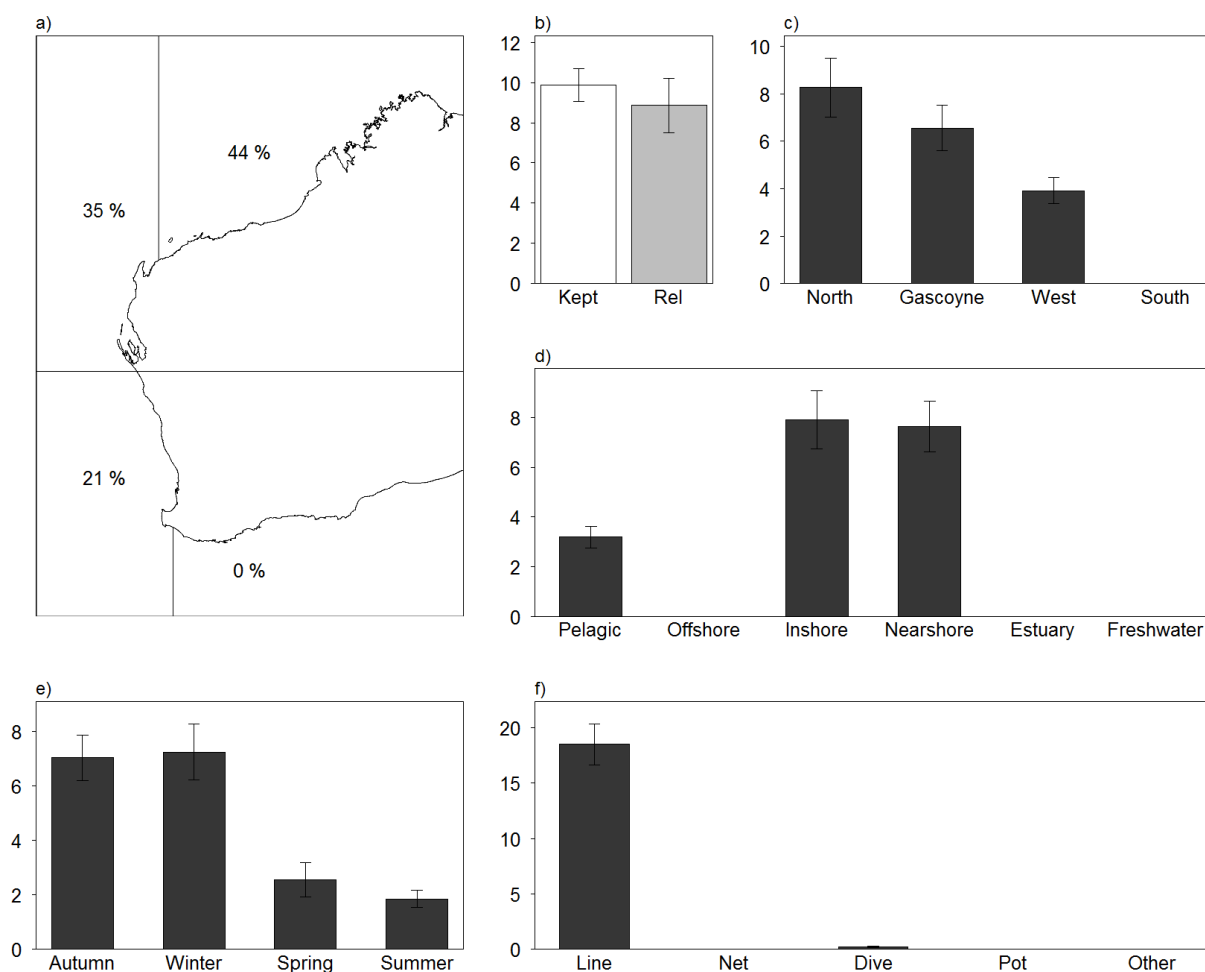 a)
44 %
35 %
21 %
0 %
b)
12
10
8
6
4
2
0
Kept Rel
c)
10
8
6
4
2
0
North Gascoyne West South
d)
8
6
4
2
0
Pelagic Offshore Inshore Nearshore Estuary Freshwater
e)
8
6
4
2
0
Autumn Winter Spring Summer
f)
20
15
10
5
0
Line Net Dive Pot Other